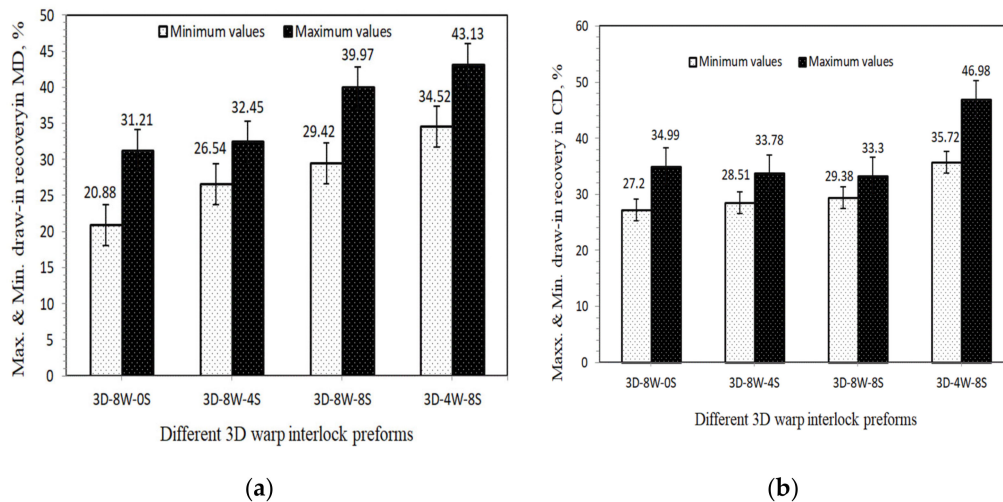 Max. & Min. draw-in recoveryin MD, %
50
45
40
35
30
25
20
15
10
5
0
Minimum values
Maximum values
20.88
31.21
26.54
32.45
29.42
39.97
34.52
43.13
3D-8W-0S
3D-8W-4S
3D-8W-8S
3D-4W-8S
Different 3D warp interlock preforms
(a)
Maxx. & Min. draw-in recovery in CD, %
60
50
40
30
20
10
0
Minimum values
Maximum values
27.2
34.99
28.51
33.78
29.38
33.3
35.72
46.98
3D-8W-0S
3D-8W-4S
3D-8W-8S
3D-4W-8S
Different 3D warp interlock preforms
(b)